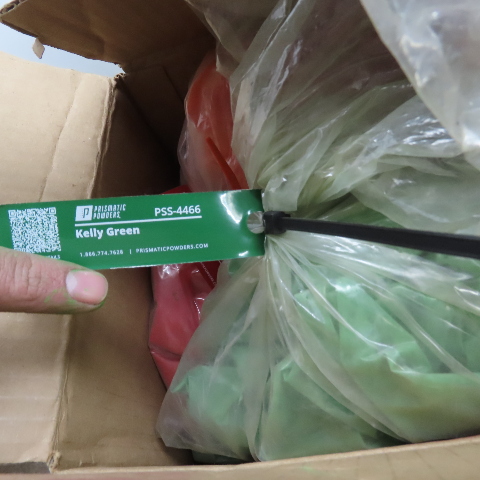 PRISMATIC
POWDERS
PSS-4466
Kelly Green
1.866.774.7628 | PRISMATICPOWDERS.COM